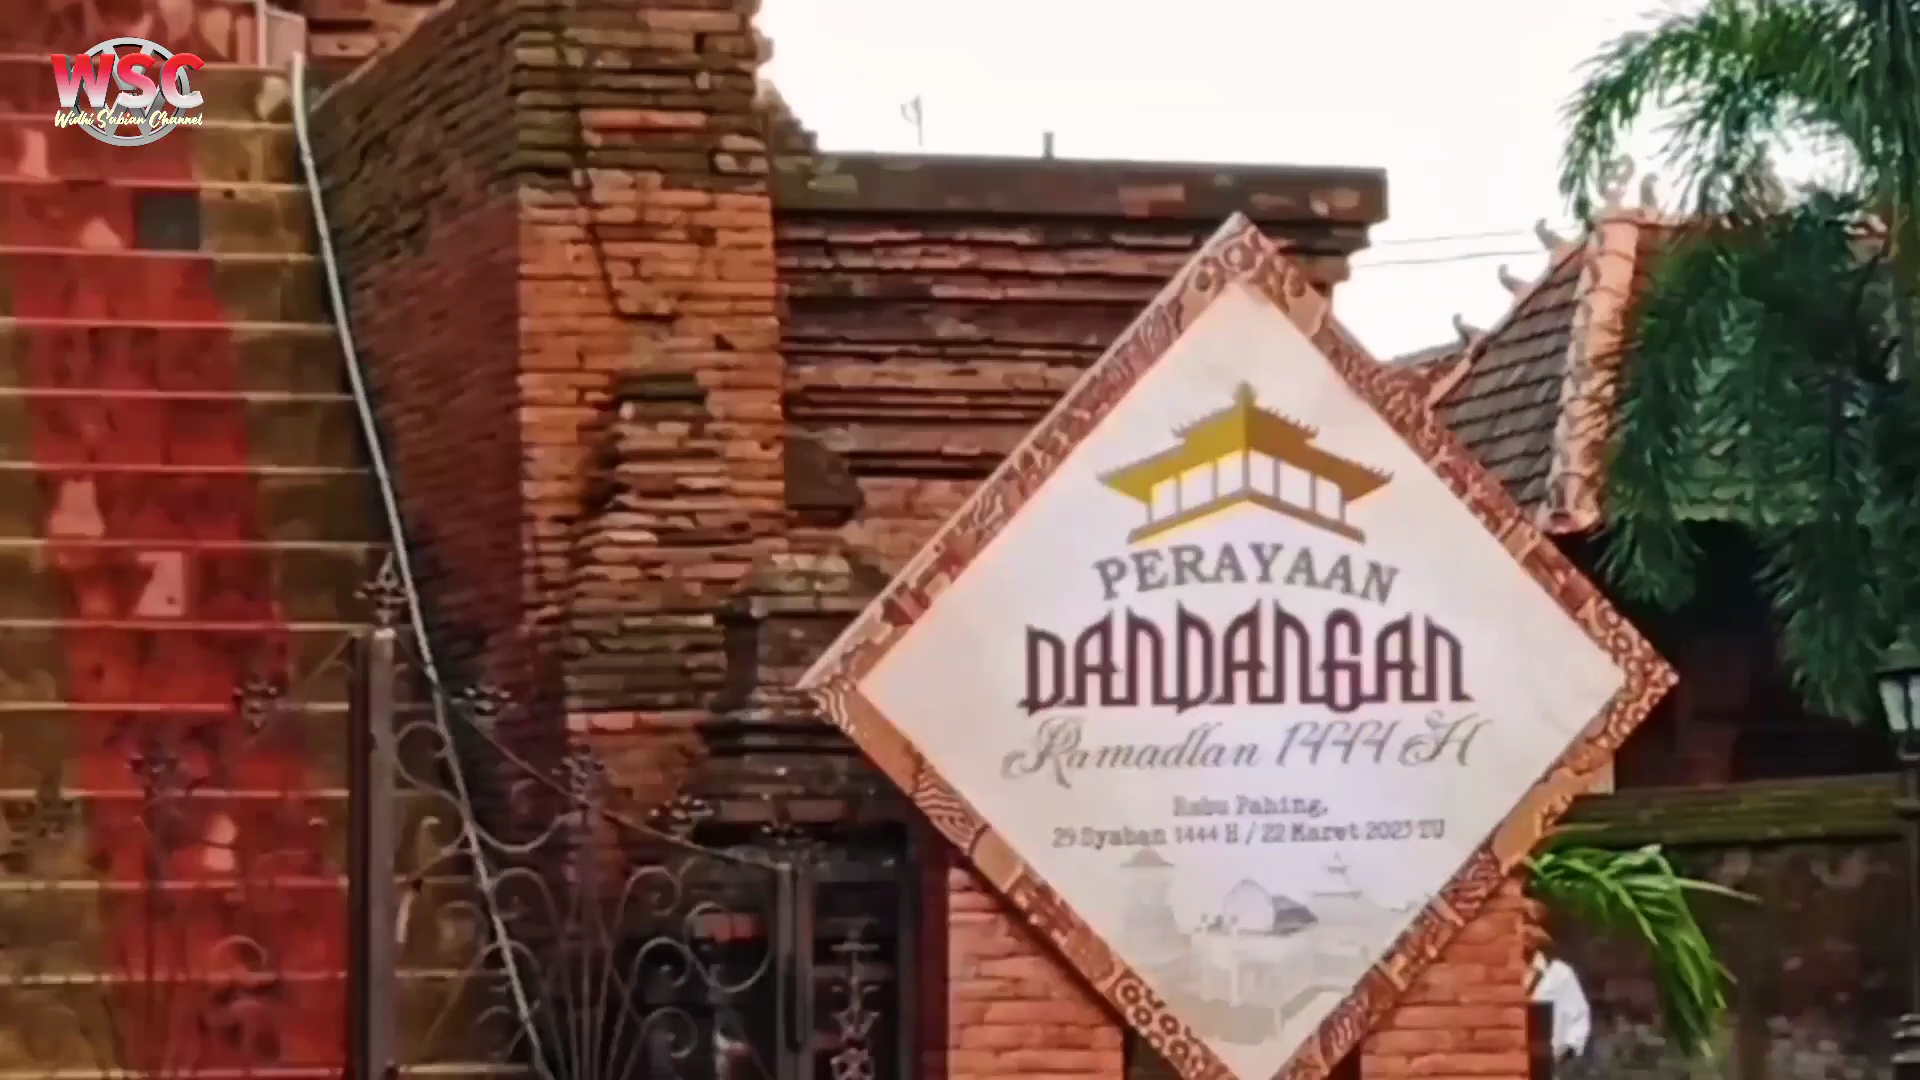 WSC
Widhi Sabian Channel
PERAYAAN
DANDANGAN
Ramadlan 1444 H
Rabu Pahing,
29 Syaban 1444 H / 22 Maret 2023 TU